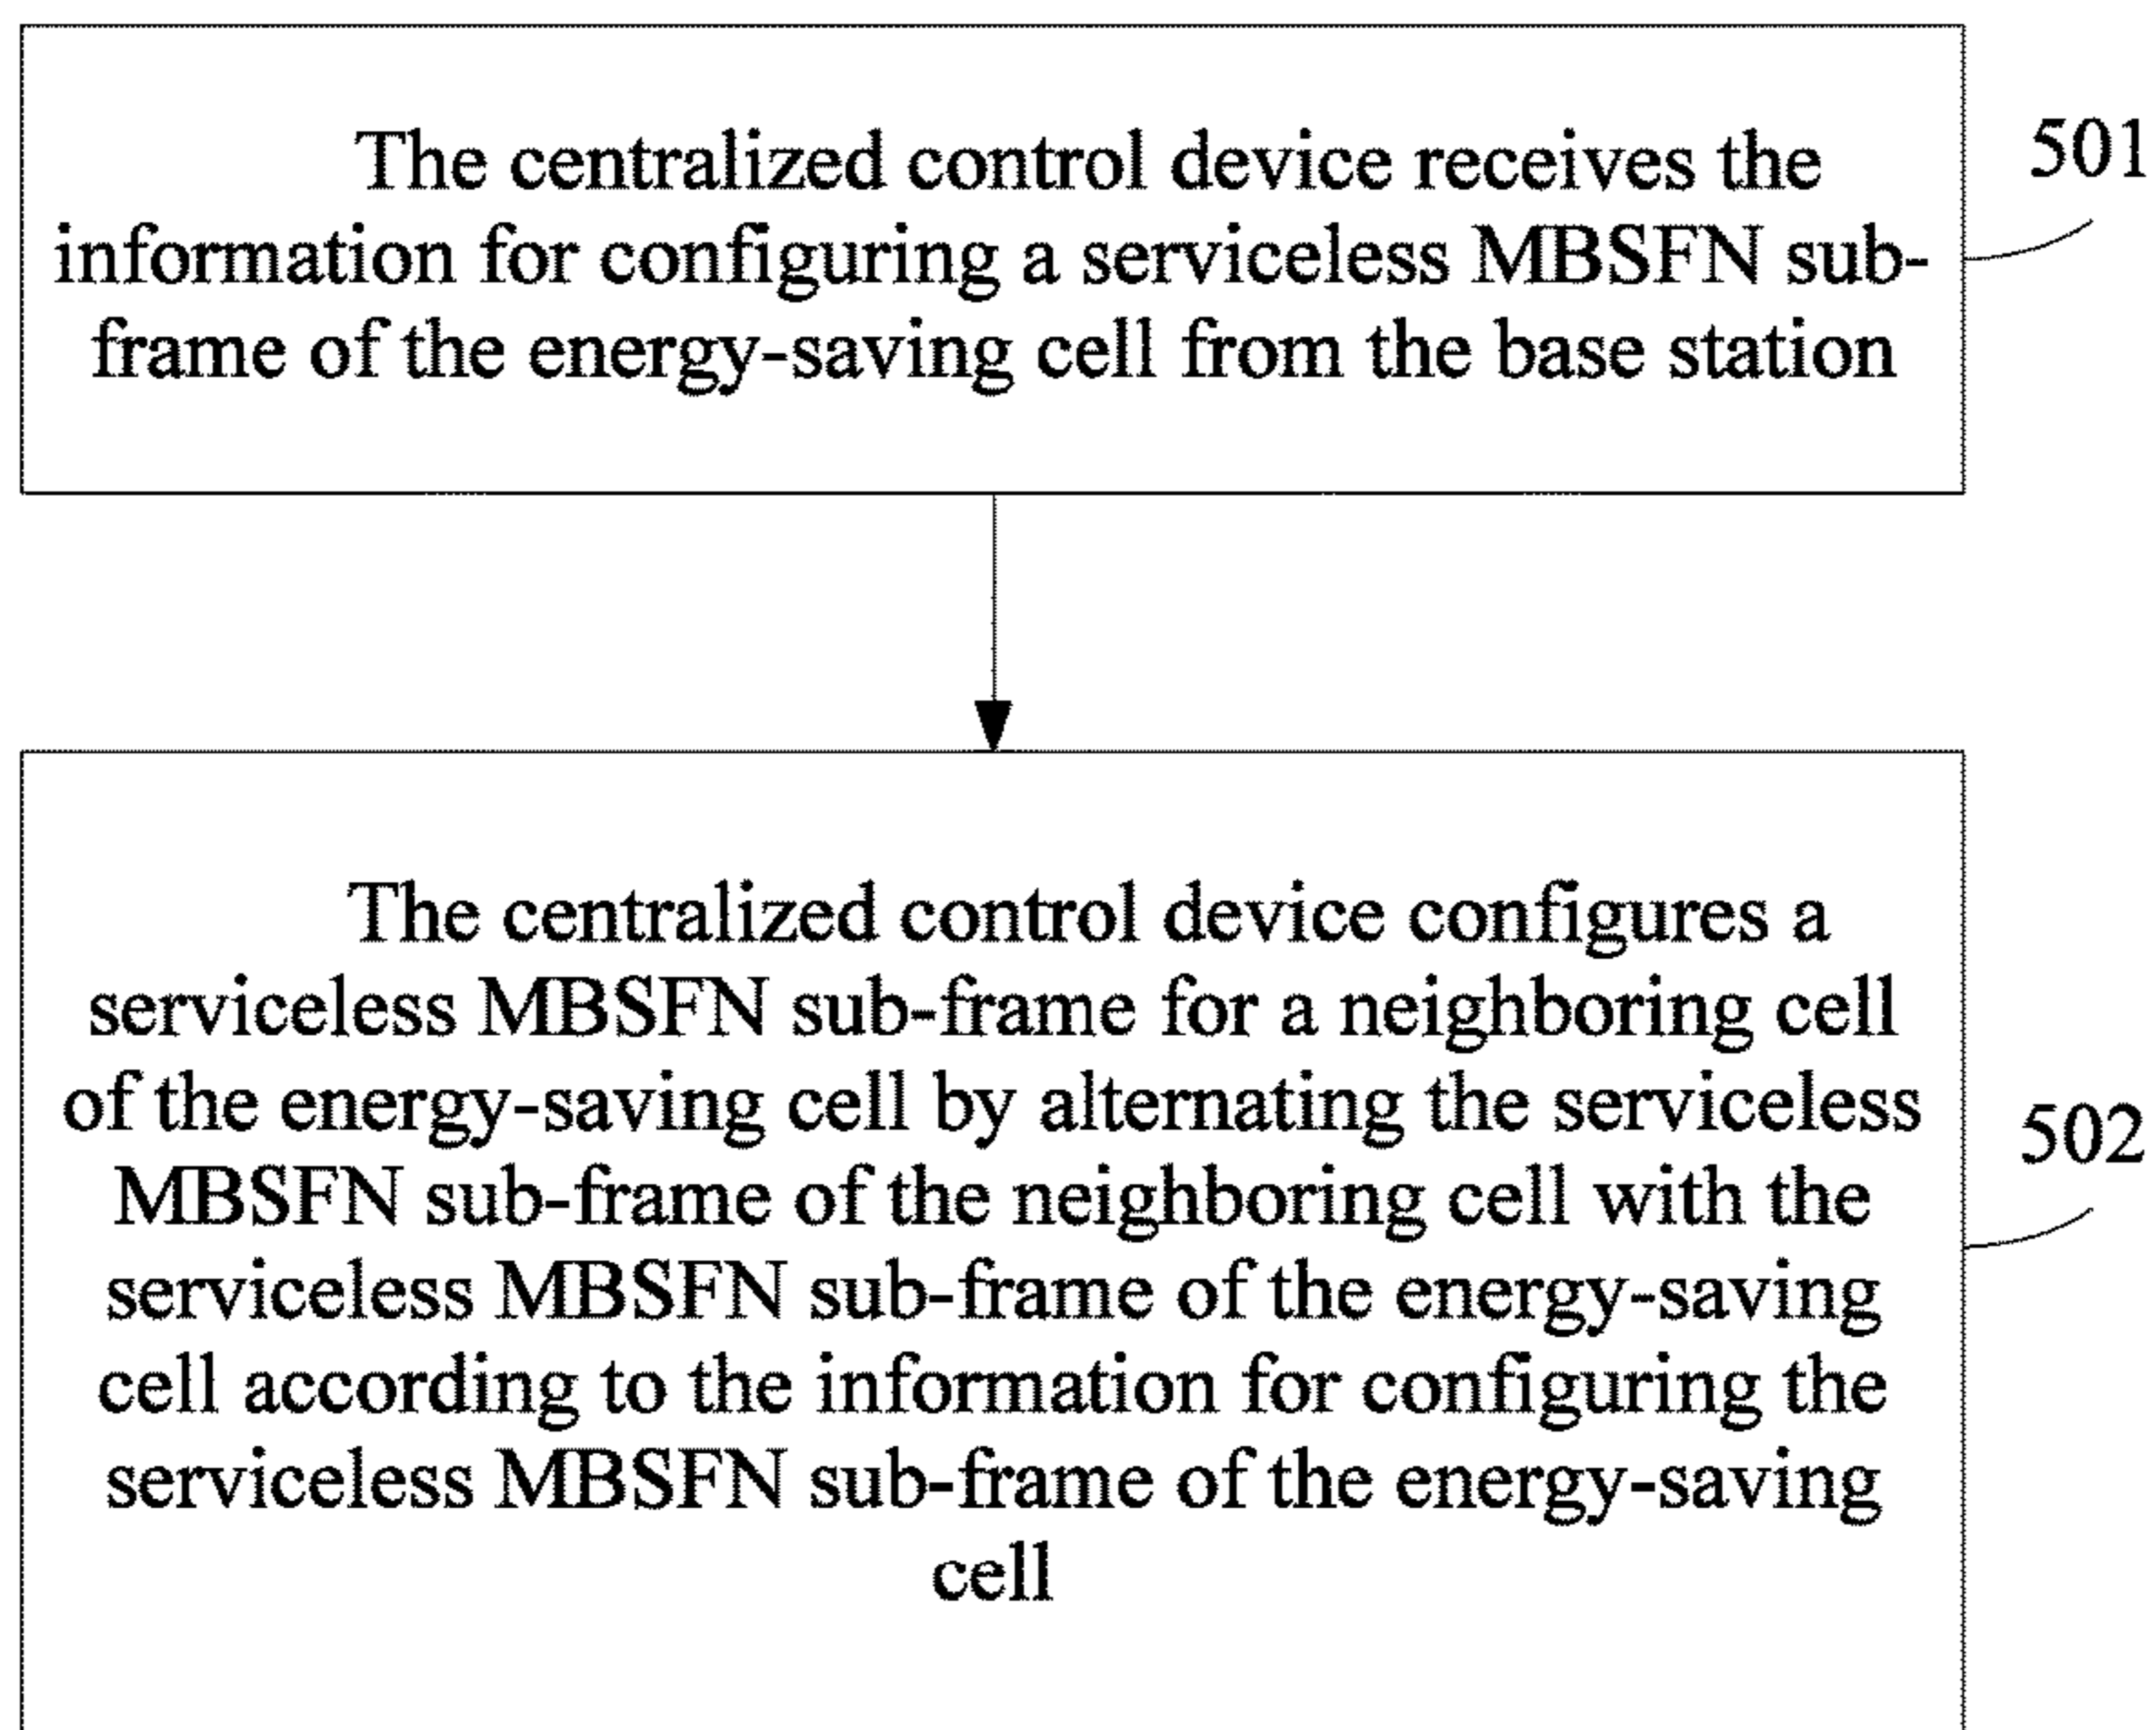 The centralized control device receives the
information for configuring a serviceless MBSFN sub-
frame of the energy-saving cell from the base station
501
The centralized control device configures a
serviceless MBSFN sub-frame for a neighboring cell
of the energy-saving cell by alternating the serviceless
MBSFN sub-frame of the neighboring cell with the
serviceless MBSFN sub-frame of the energy-saving
cell according to the information for configuring the
serviceless MBSFN sub-frame of the energy-saving
cell
502